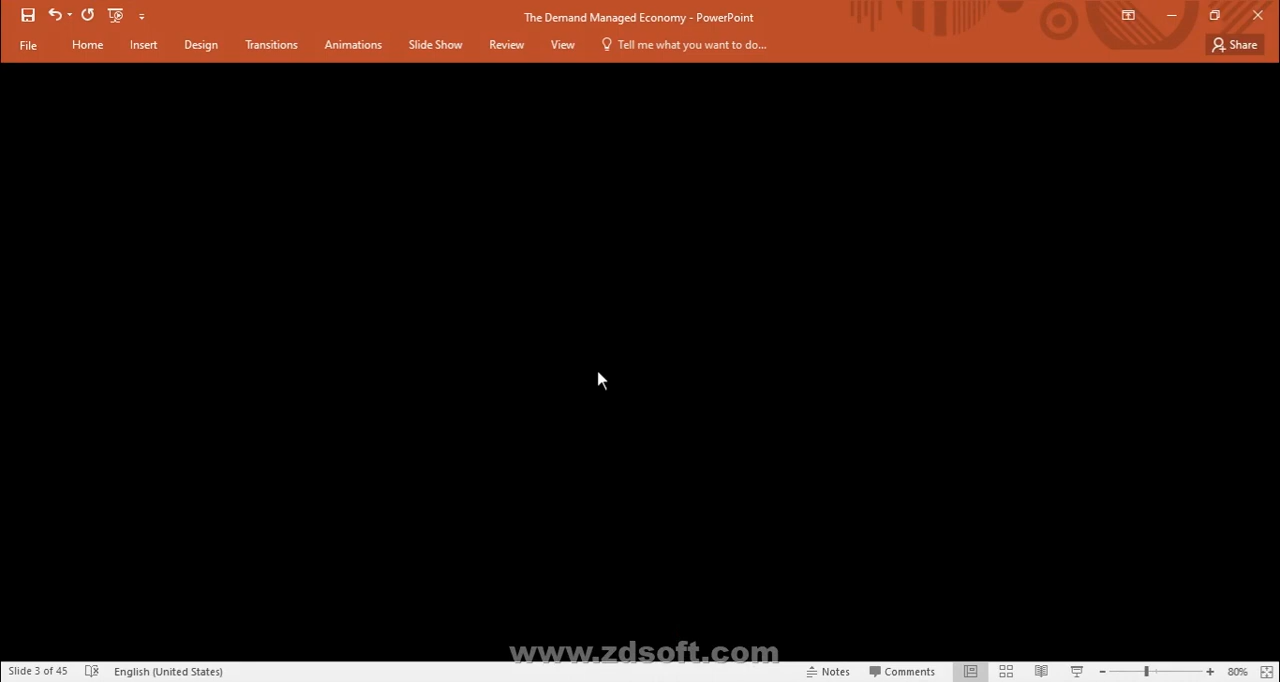 The Demand Managed Economy - PowerPoint
File Home Insert Design Transitions Animations Slide Show Review View Tell me what you want to do... Share
www.zdsoft.com
Slide 3 of 45 English (United States) Notes Comments 80%